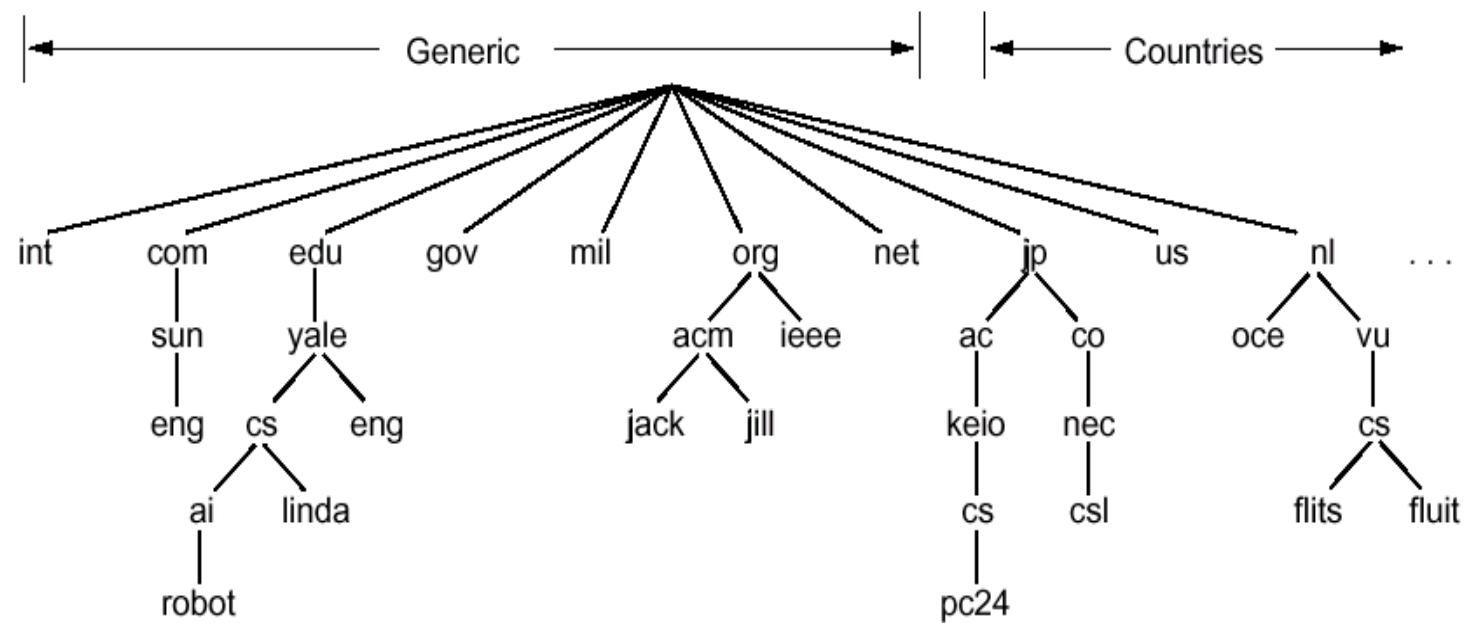 Generic Countries
int com edu gov mil org net jp us nl . . .
sun yale acm ieee ac co oce vu
eng cs eng jack jill keio nec cs
ai linda cs csl flits fluit
robot pc24